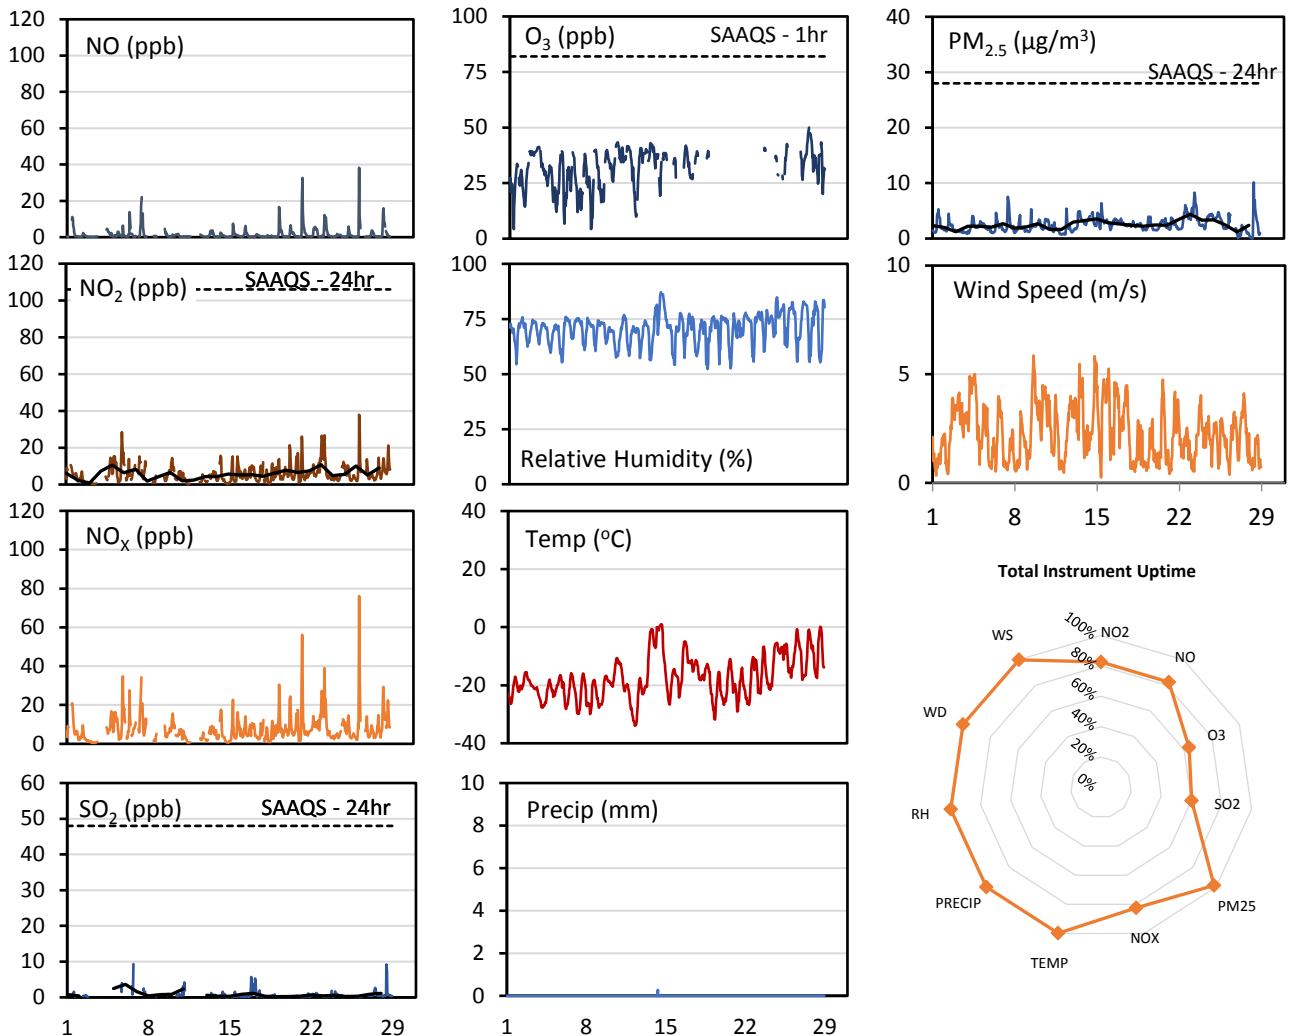 NO (ppb)
120
100
80
60
40
20
0
O₃ (ppb)
SAAQS - 1hr
100
75
50
25
0
PM₂.₅ (µg/m³)
SAAQS - 24hr
40
30
20
10
0
NO₂ (ppb)
SAAQS - 24hr
120
100
80
60
40
20
0
100
75
50
25
0
Relative Humidity (%)
Wind Speed (m/s)
10
5
0
1 8 15 22 29
NOX (ppb)
120
100
80
60
40
20
0
Temp (°C)
40
20
0
-20
-40
Total Instrument Uptime
100%
80%
60%
40%
20%
0%
NO2
NO
O3
SO2
PM25
NOX
TEMP
PRECIP
RH
WD
WS
SO₂ (ppb)
SAAQS - 24hr
60
50
40
30
20
10
0
1 8 15 22 29
Precip (mm)
10
8
6
4
2
0
1 8 15 22 29